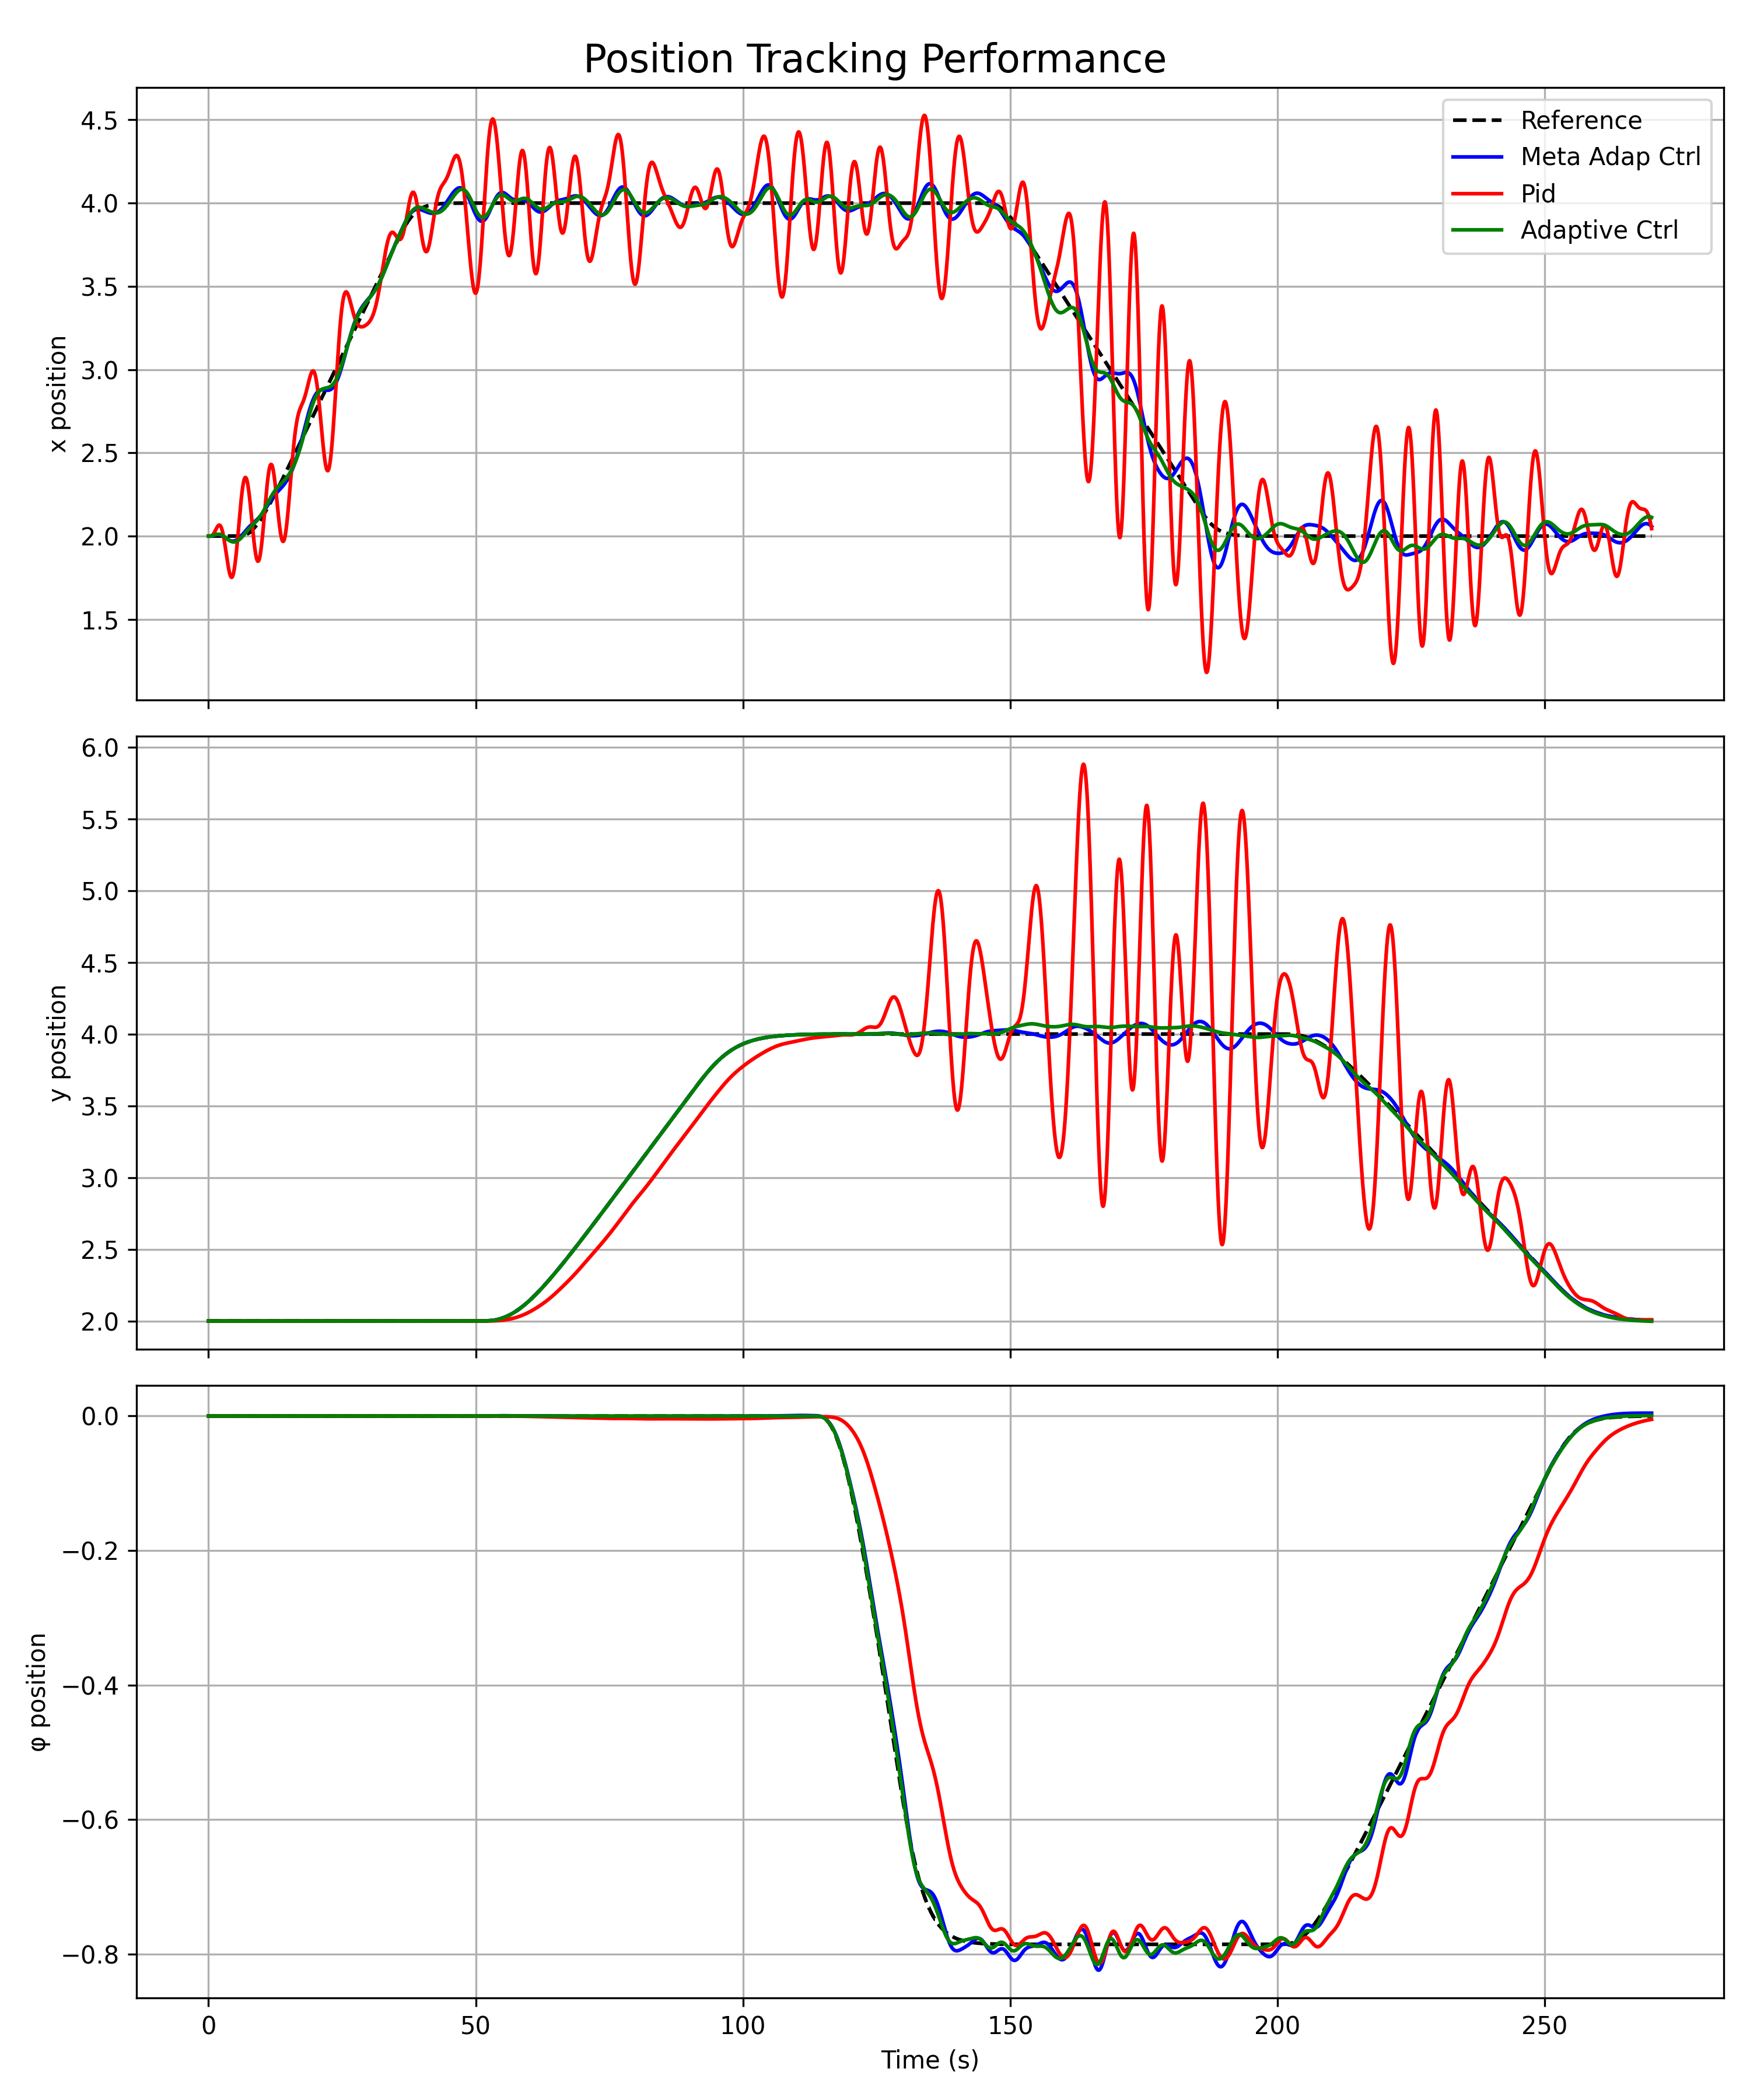 Position Tracking Performance
4.5
4.0
3.5
3.0
2.5
2.0
1.5
x position
Reference
Meta Adap Ctrl
Pid
Adaptive Ctrl
6.0
5.5
5.0
4.5
4.0
3.5
3.0
2.5
2.0
y position
0.0
−0.2
−0.4
−0.6
−0.8
φ position
0 50 100 150 200 250
Time (s)